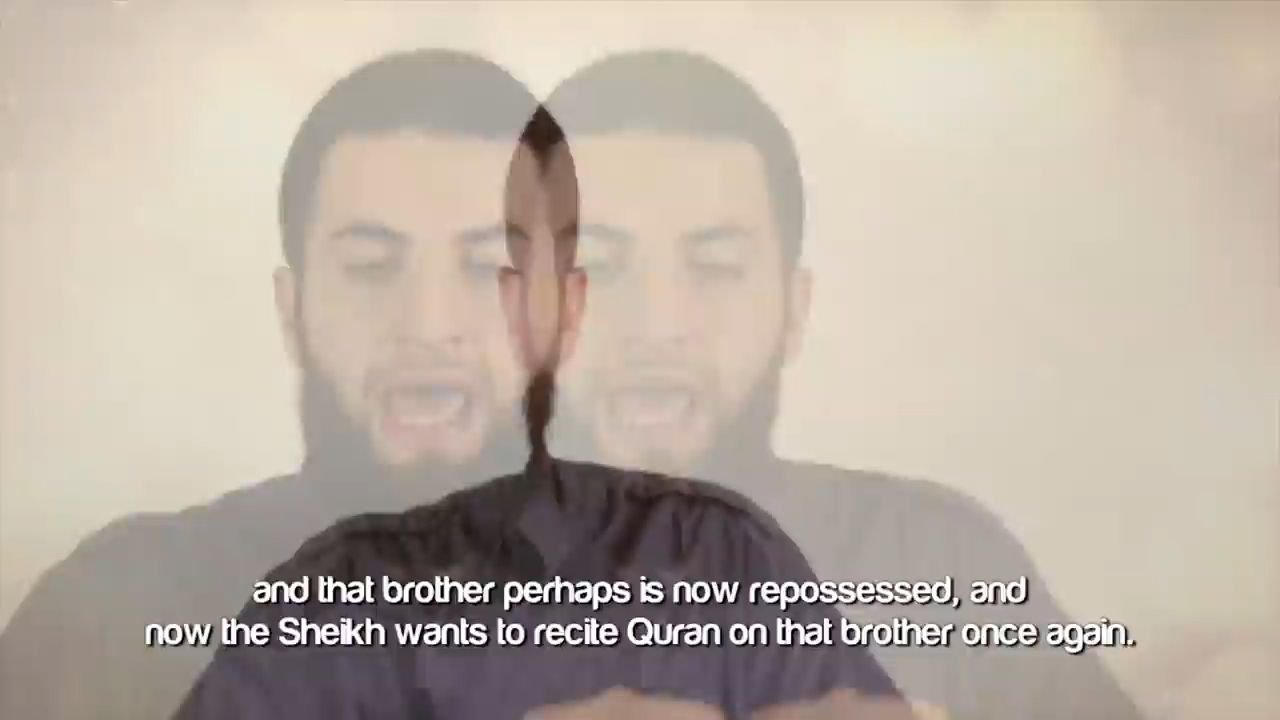 and that brother perhaps is now repossessed, and
now the Sheikh wants to recite Quran on that brother once again.